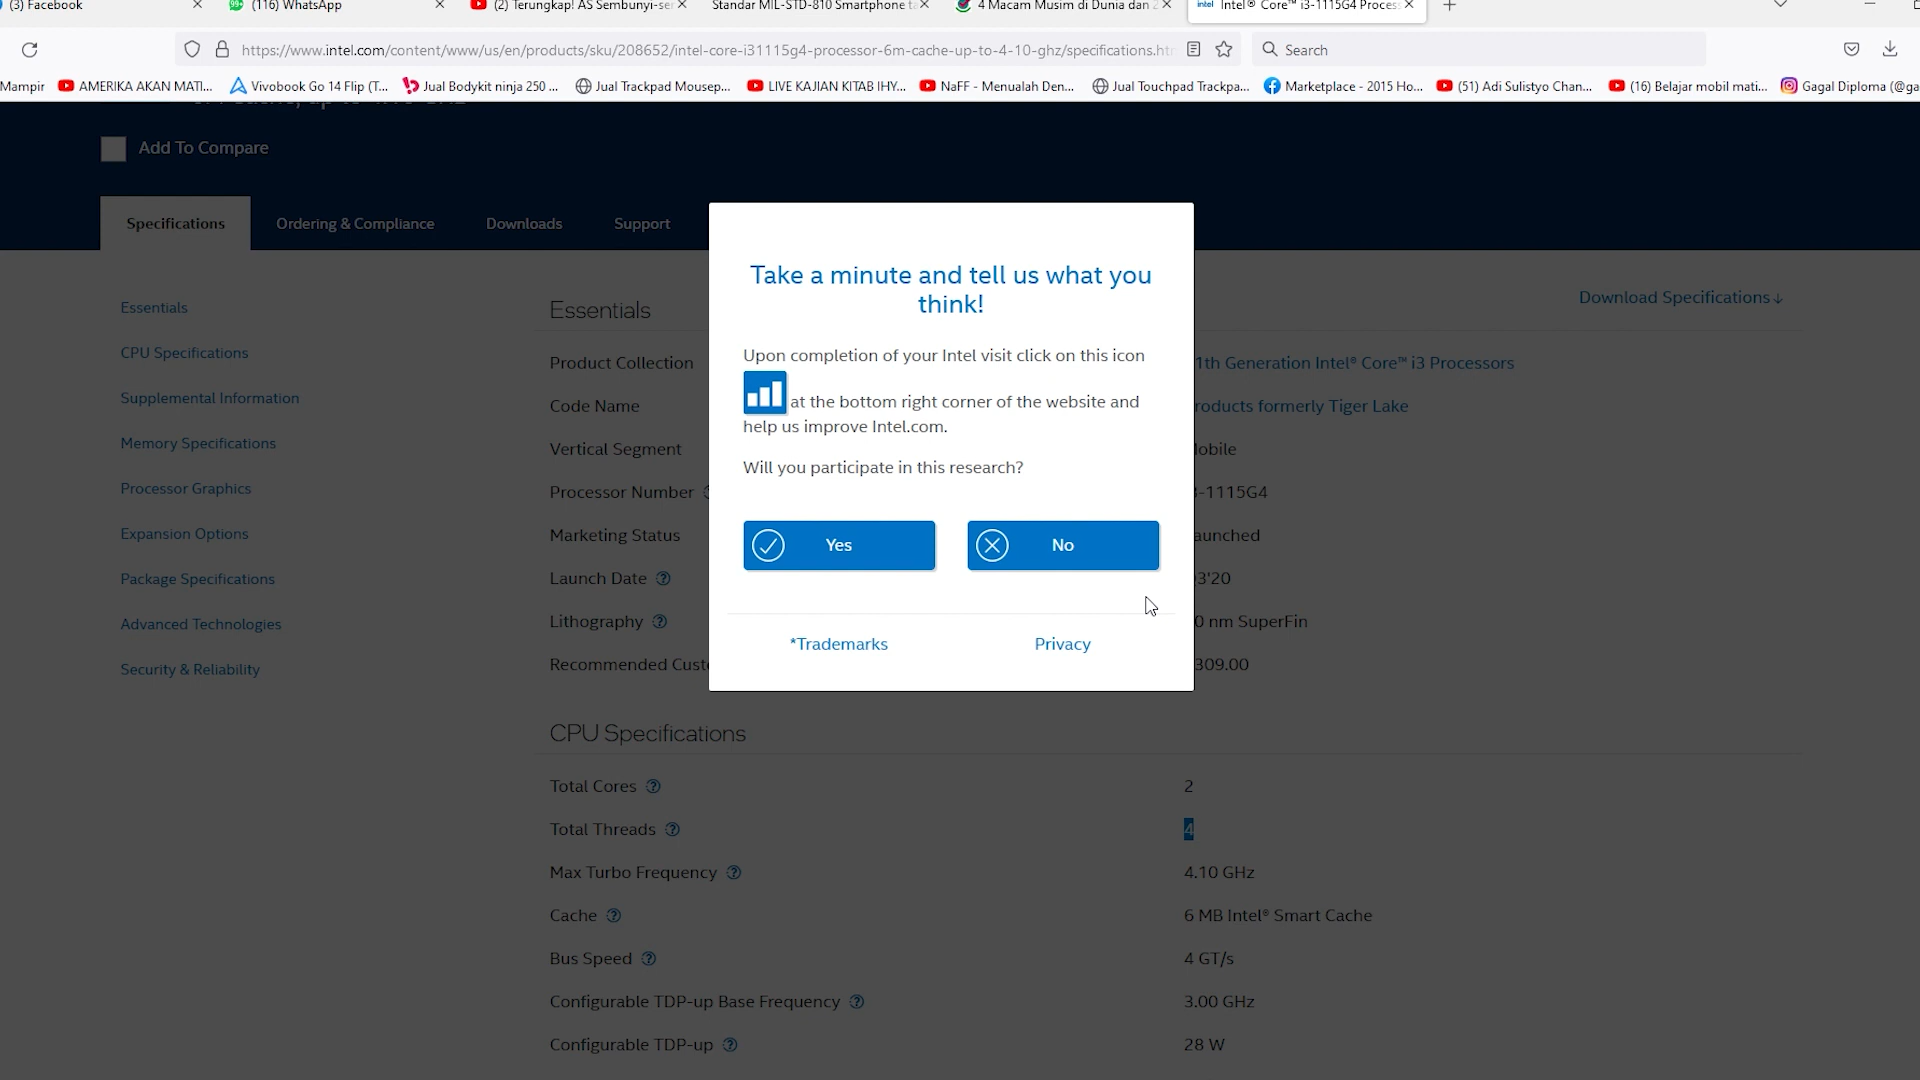 (3) Facebook
(116) WhatsApp
(2) Terungkap! AS Sembunyi-se
Standar MIL-STD-810 Smartphone
4 Macam Musim di Dunia dan
Intel® Core™ i3-1115G4 Proces
https://www.intel.com/content/www/us/en/products/sku/208652/intel-core-i31115g4-processor-6m-cache-up-to-4-10-ghz/specifications.ht
Search
Mampir
AMERIKA AKAN MATI...
Vivobook Go 14 Flip (T...
Jual Bodykit ninja 250 ...
Jual Trackpad Mousep...
LIVE KAJIAN KITAB IHY...
NaFF - Menualah Den...
Jual Touchpad Trackpa...
Marketplace - 2015 Ho...
(51) Adi Sulistyo Chan...
(16) Belajar mobil mati...
Gagal Diploma (@ga
Add To Compare
Specifications
Ordering & Compliance
Downloads
Support
Essentials
CPU Specifications
Supplemental Information
Memory Specifications
Processor Graphics
Expansion Options
Package Specifications
Advanced Technologies
Security & Reliability
Download Specifications↓
Essentials
Product Collection
1th Generation Intel® Core™ i3 Processors
Code Name
roducts formerly Tiger Lake
Vertical Segment
obile
Processor Number
3-1115G4
Marketing Status
aunched
Launch Date
3'20
Lithography
0 nm SuperFin
Recommended Cust
309.00
Take a minute and tell us what you
think!
Upon completion of your Intel visit click on this icon
at the bottom right corner of the website and
help us improve Intel.com.
Will you participate in this research?
Yes
No
*Trademarks
Privacy
CPU Specifications
Total Cores
2
Total Threads
4
Max Turbo Frequency
4.10 GHz
Cache
6 MB Intel® Smart Cache
Bus Speed
4 GT/s
Configurable TDP-up Base Frequency
3.00 GHz
Configurable TDP-up
28 W